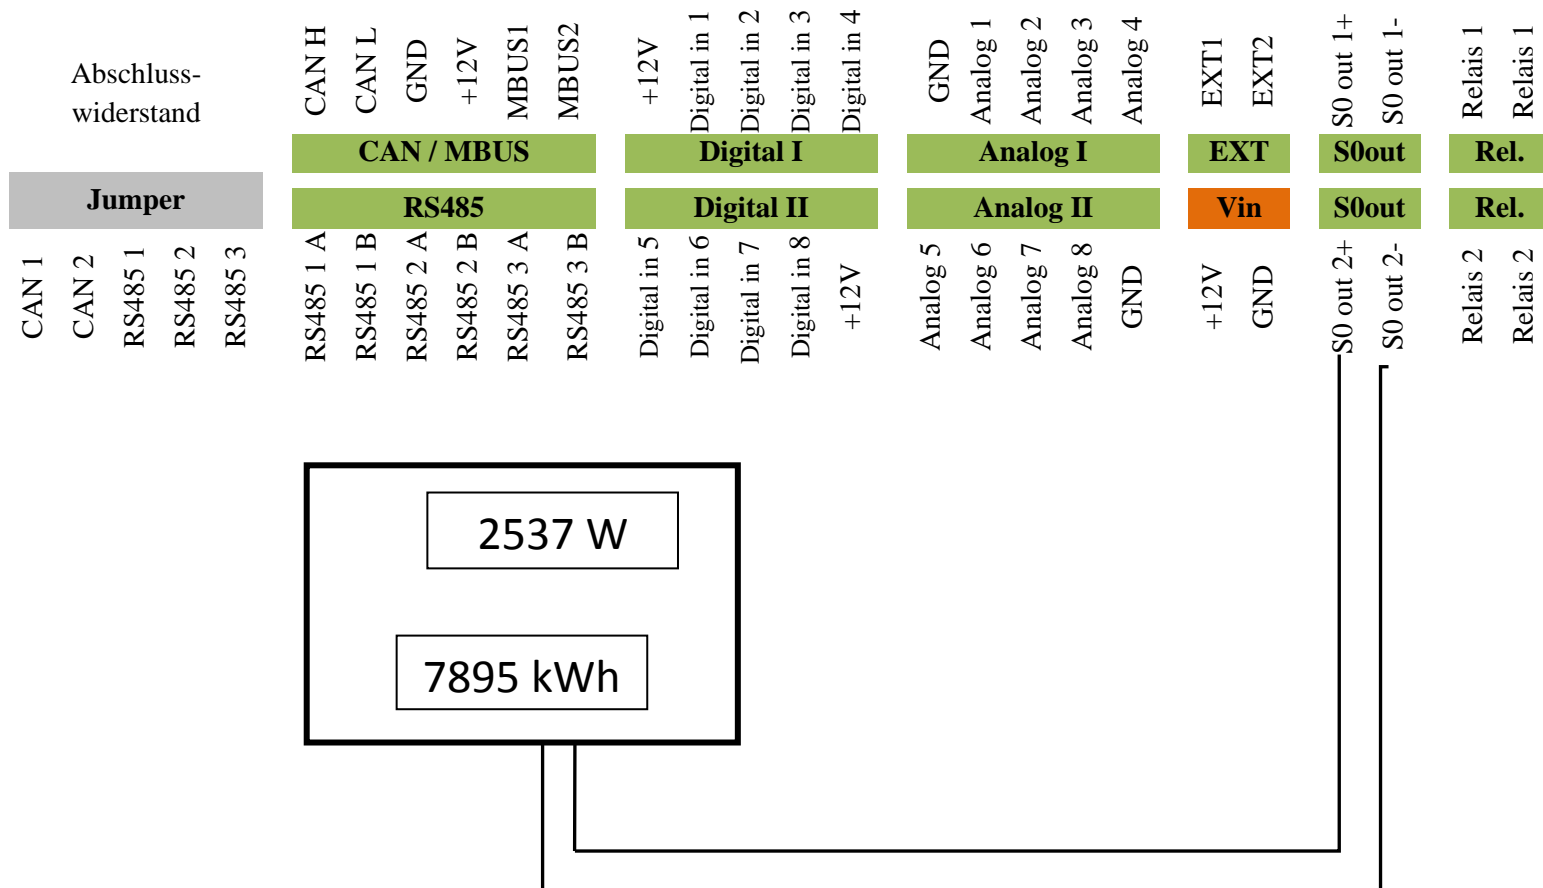 Abschluss-
widerstand
CAN H
CAN L
GND
+12V
MBUS1
MBUS2
+12V
Digital in 1
Digital in 2
Digital in 3
Digital in 4
GND
Analog 1
Analog 2
Analog 3
Analog 4
EXT1
EXT2
S0 out 1+
S0 out 1-
Relais 1
Relais 1
CAN / MBUS
Digital I
Analog I
EXT
S0out
Rel.
Jumper
RS485
Digital II
Analog II
Vin
S0out
Rel.
CAN 1
CAN 2
RS485 1
RS485 2
RS485 3
RS485 1 A
RS485 1 B
RS485 2 A
RS485 2 B
RS485 3 A
RS485 3 B
Digital in 5
Digital in 6
Digital in 7
Digital in 8
+12V
Analog 5
Analog 6
Analog 7
Analog 8
GND
+12V
GND
S0 out 2+
S0 out 2-
Relais 2
Relais 2
2537 W
7895 kWh